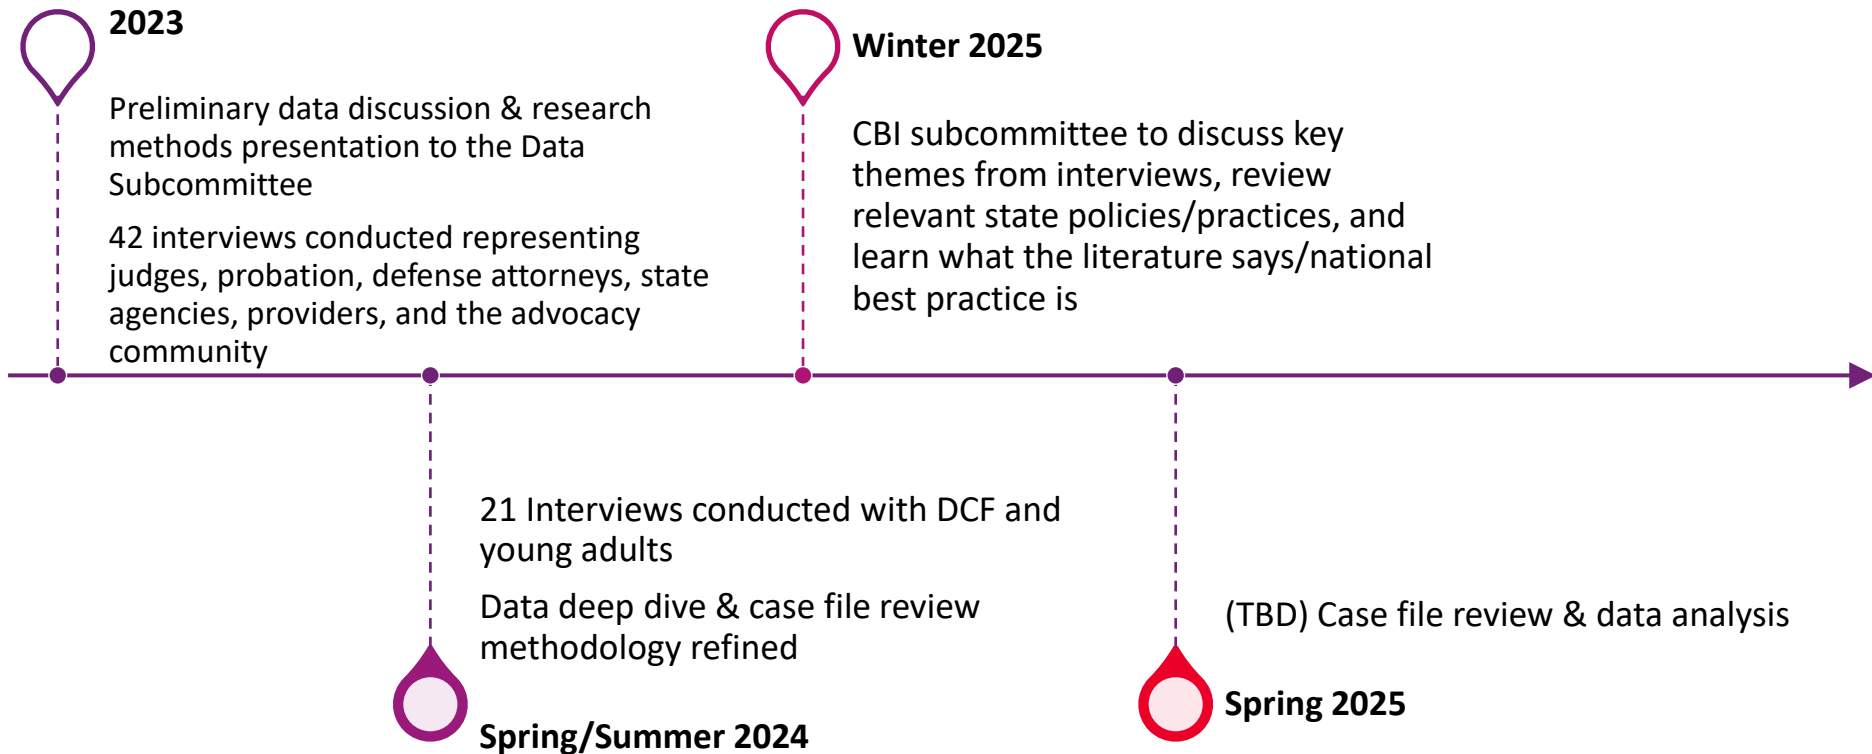 2023
Preliminary data discussion & research
methods presentation to the Data
Subcommittee
42 interviews conducted representing
judges, probation, defense attorneys, state
agencies, providers, and the advocacy
community
21 Interviews conducted with DCF and
young adults
Data deep dive & case file review
methodology refined
Spring/Summer 2024
Winter 2025
CBI subcommittee to discuss key
themes from interviews, review
relevant state policies/practices, and
learn what the literature says/national
best practice is
(TBD) Case file review & data analysis
Spring 2025